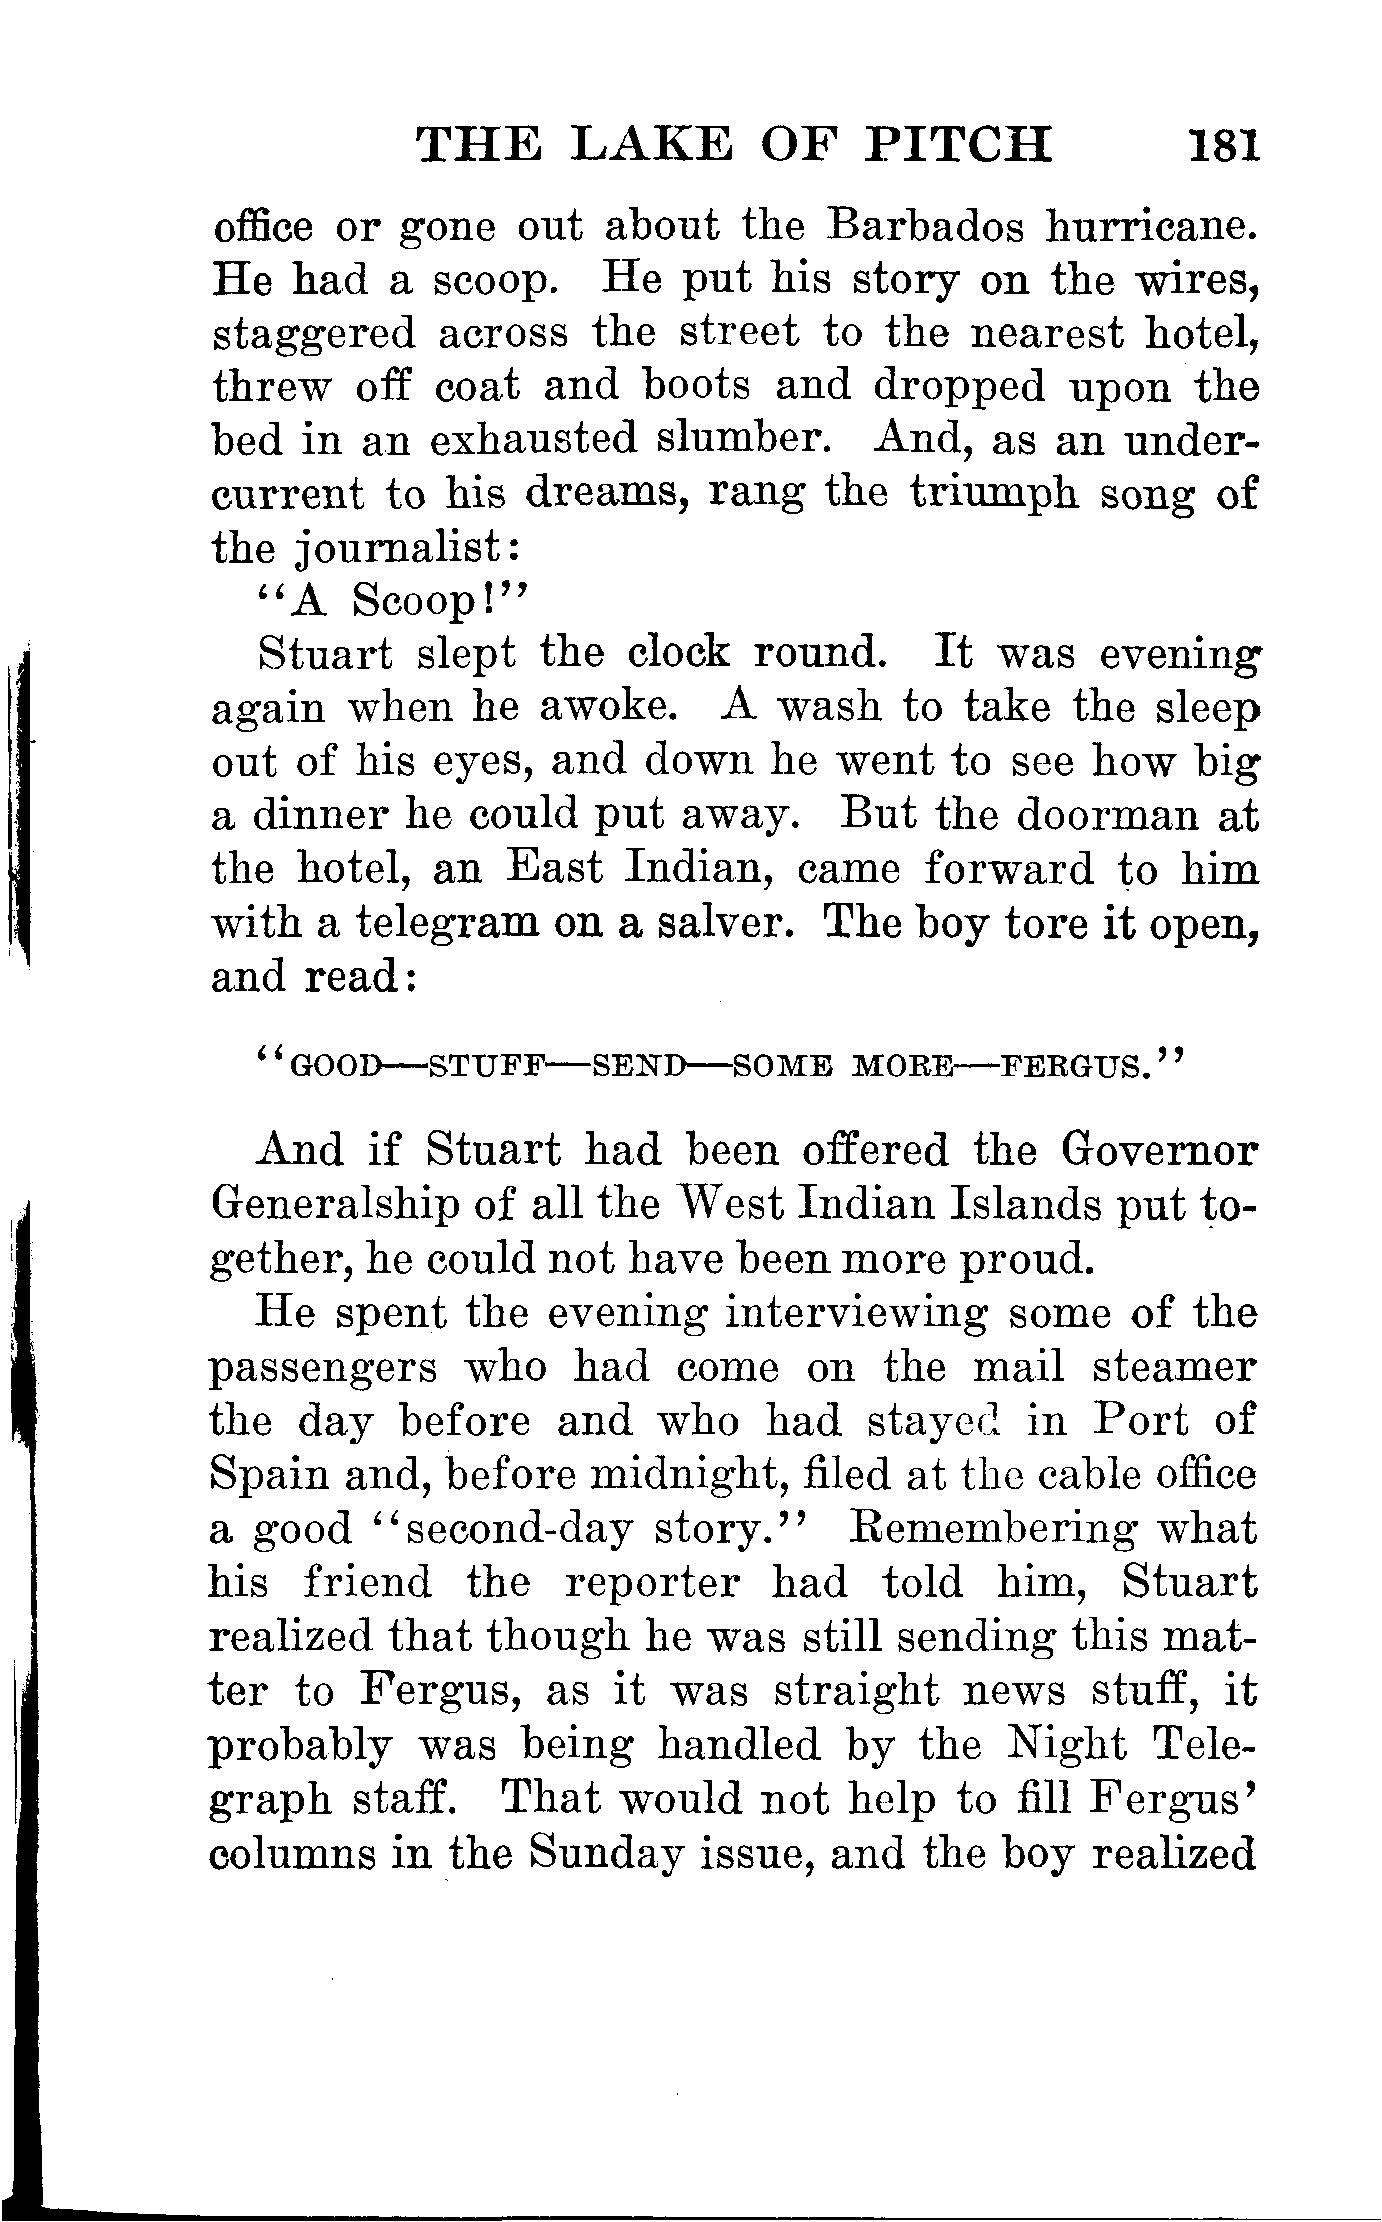 THE LAKE OF PITCH 181
office or gone out about the Barbados hurricane.
He had a scoop. He put his story on the wires,
staggered across the street to the nearest hotel,
threw off coat and boots and dropped upon the
bed in an exhausted slumber. And, as an under-
current to his dreams, rang the triumph song of
the journalist:
"A Scoop!"
Stuart slept the clock round. It was evening
again when he awoke. A wash to take the sleep
out of his eyes, and down he went to see how big
a dinner he could put away. But the doorman at
the hotel, an East Indian, came forward to him
with a telegram on a salver. The boy tore it open,
and read:
"GOOD—STUFF—SEND—SOME MORE—FERGUS."
And if Stuart had been offered the Governor
Generalship of all the West Indian Islands put to-
gether, he could not have been more proud.
He spent the evening interviewing some of the
passengers who had come on the mail steamer
the day before and who had stayed in Port of
Spain and, before midnight, filed at the cable office
a good "second-day story." Remembering what
his friend the reporter had told him, Stuart
realized that though he was still sending this mat-
ter to Fergus, as it was straight news stuff, it
probably was being handled by the Night Tele-
graph staff. That would not help to fill Fergus'
columns in the Sunday issue, and the boy realized